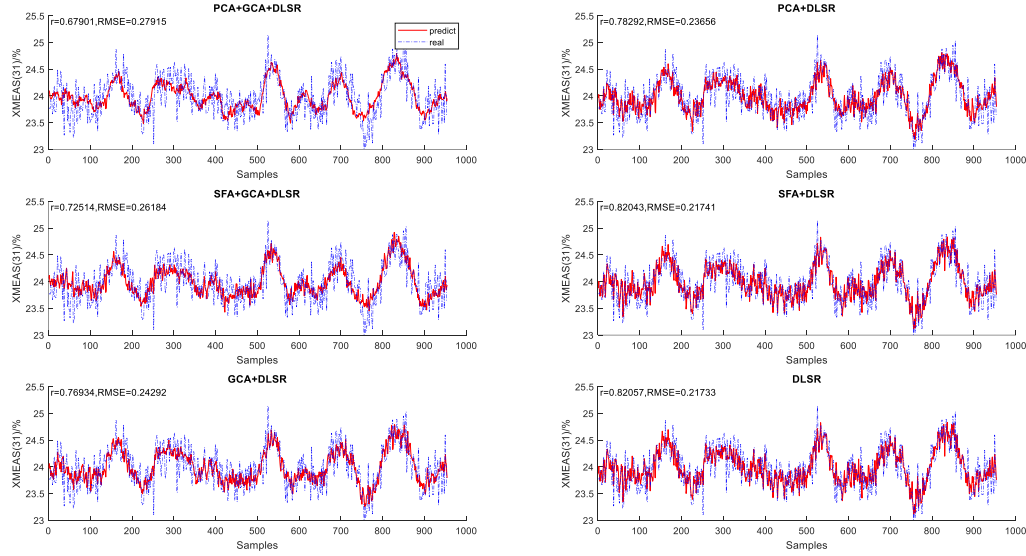 PCA+GCA+DLSR
r=0.67901,RMSE=0.27915
predict
real
25.5
25
24.5
24
23.5
23
XMEAS(31)/%
0 100 200 300 400 500 600 700 800 900 1000
Samples
PCA+DLSR
r=0.78292,RMSE=0.23656
25.5
25
24.5
24
23.5
23
XMEAS(31)/%
0 100 200 300 400 500 600 700 800 900 1000
Samples
SFA+GCA+DLSR
r=0.72514,RMSE=0.26184
25.5
25
24.5
24
23.5
23
XMEAS(31)/%
0 100 200 300 400 500 600 700 800 900 1000
Samples
SFA+DLSR
r=0.82043,RMSE=0.21741
25.5
25
24.5
24
23.5
23
XMEAS(31)/%
0 100 200 300 400 500 600 700 800 900 1000
Samples
GCA+DLSR
r=0.76934,RMSE=0.24292
25.5
25
24.5
24
23.5
23
XMEAS(31)/%
0 100 200 300 400 500 600 700 800 900 1000
Samples
DLSR
r=0.82057,RMSE=0.21733
25.5
25
24.5
24
23.5
23
XMEAS(31)/%
0 100 200 300 400 500 600 700 800 900 1000
Samples